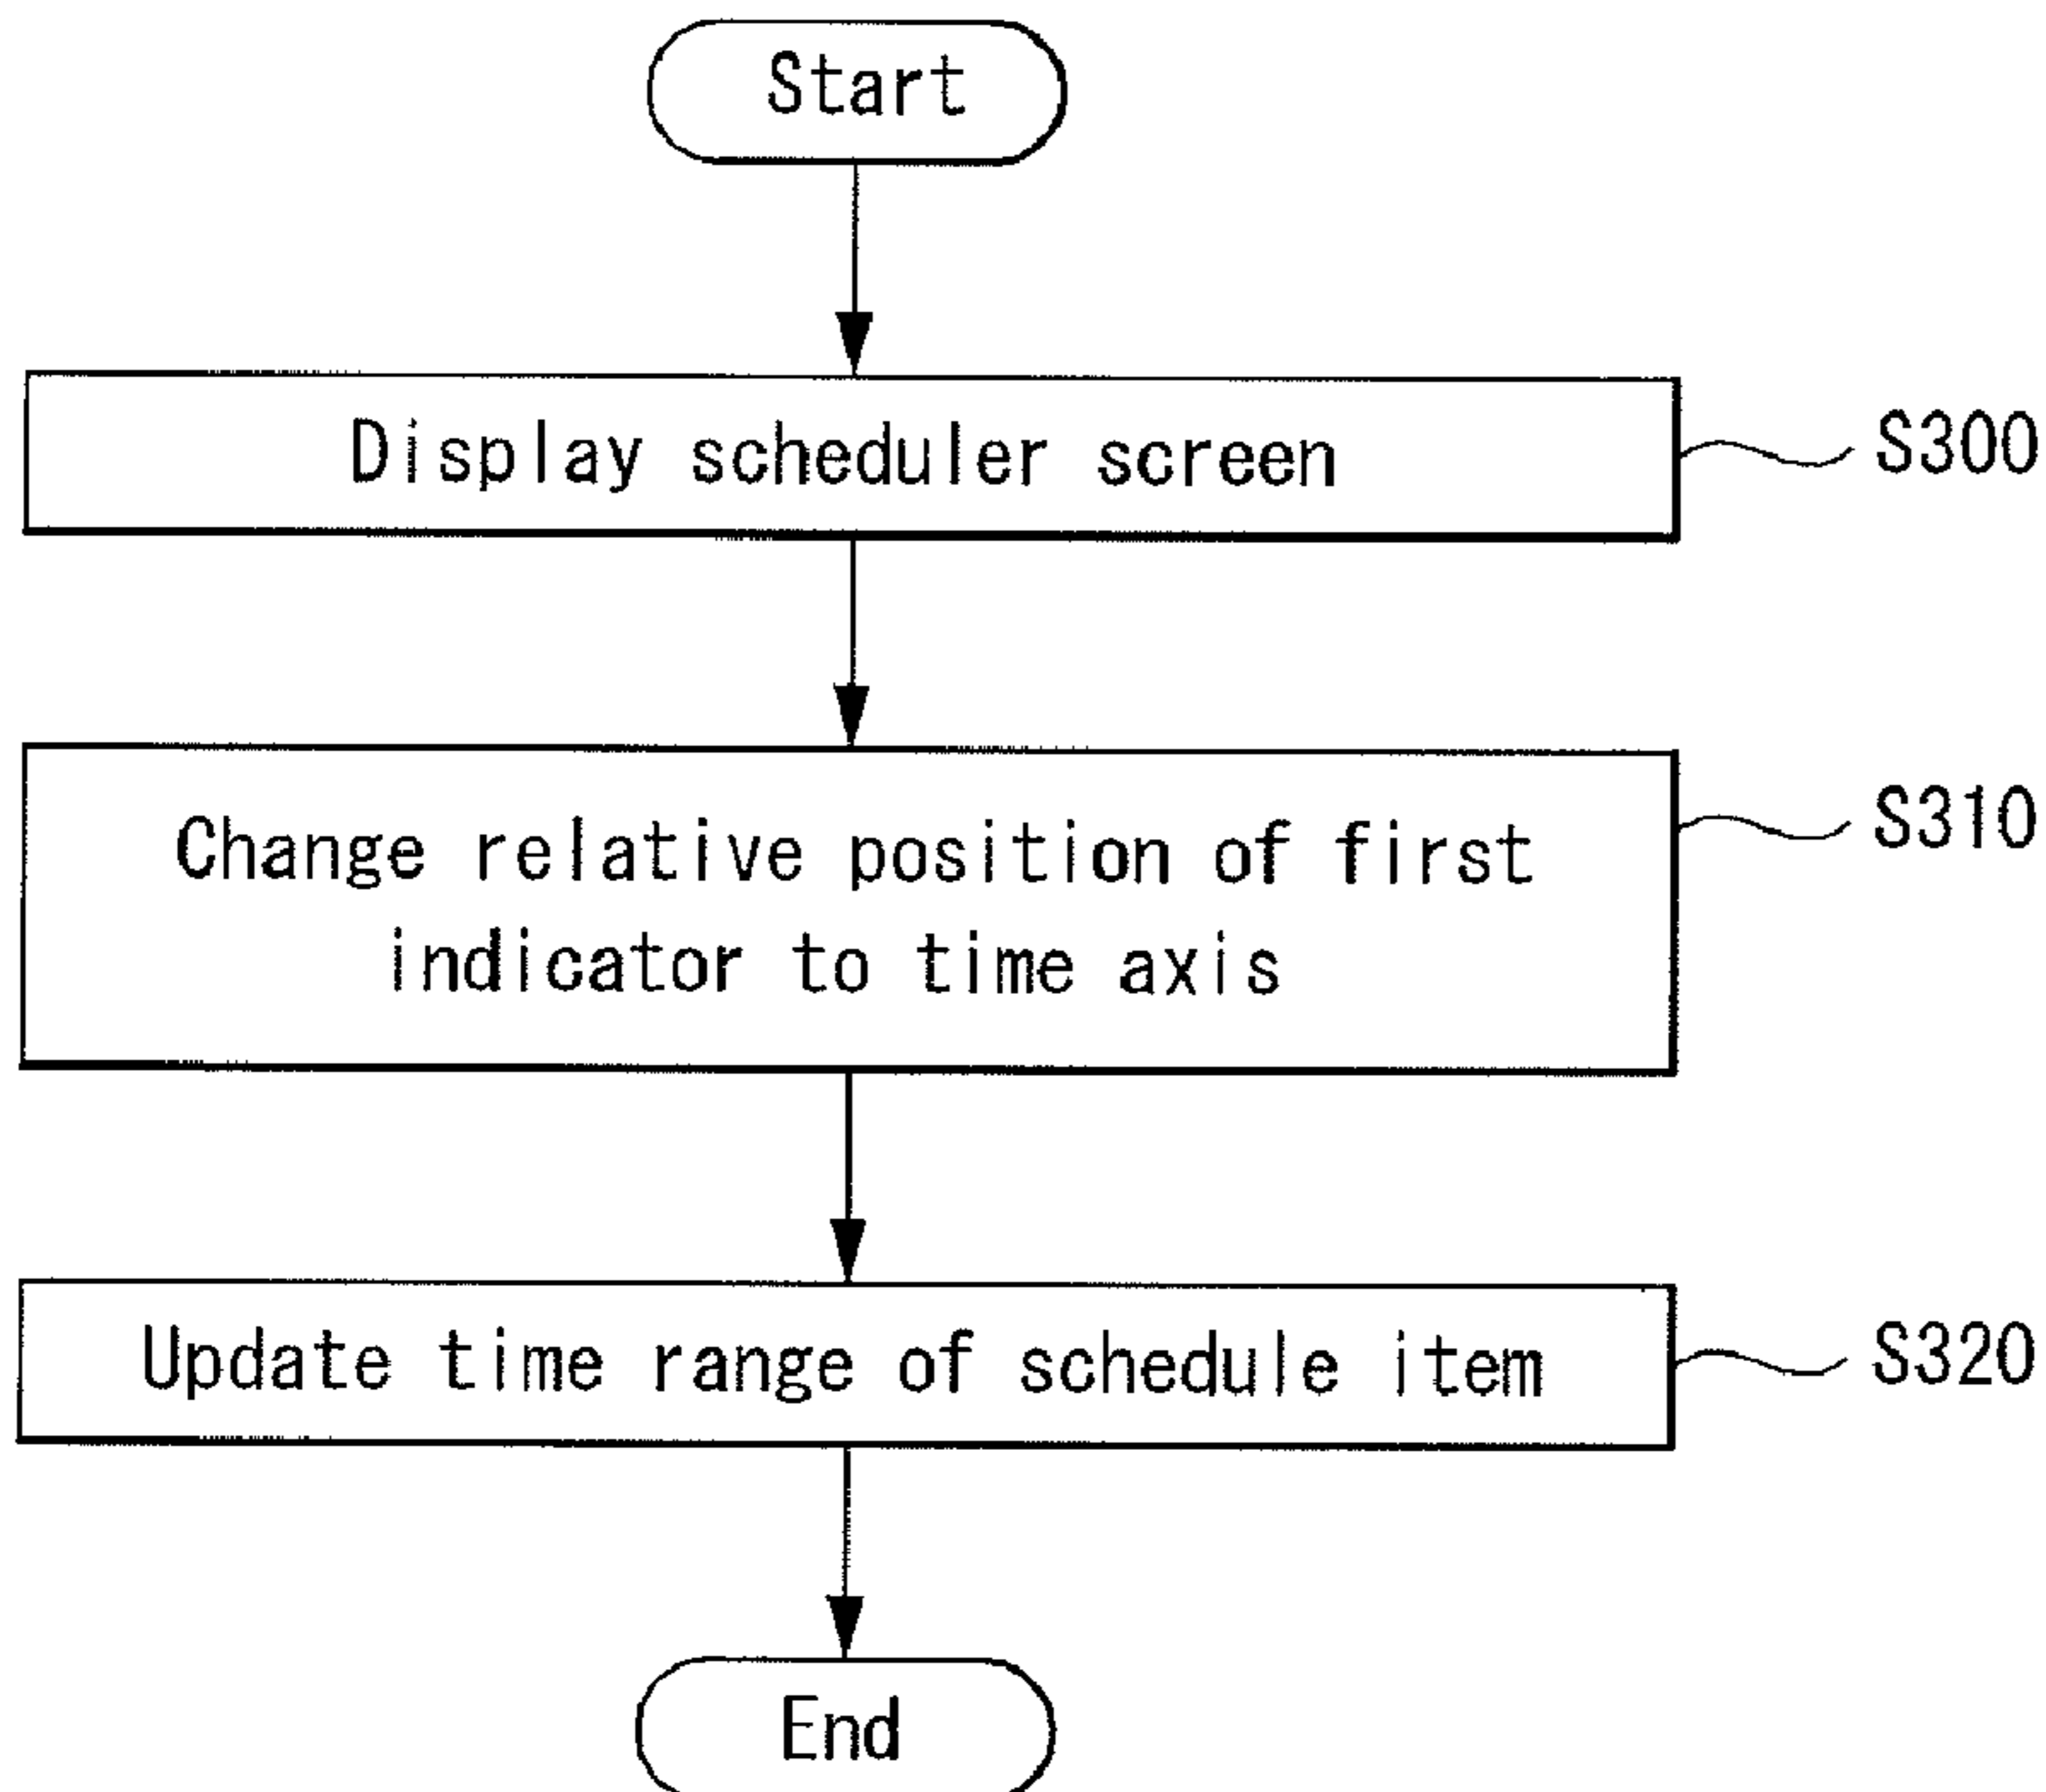 Start
Display scheduler screen
S300
Change relative position of first
S310
indicator to time axis
Update time range of schedule item
S320
End